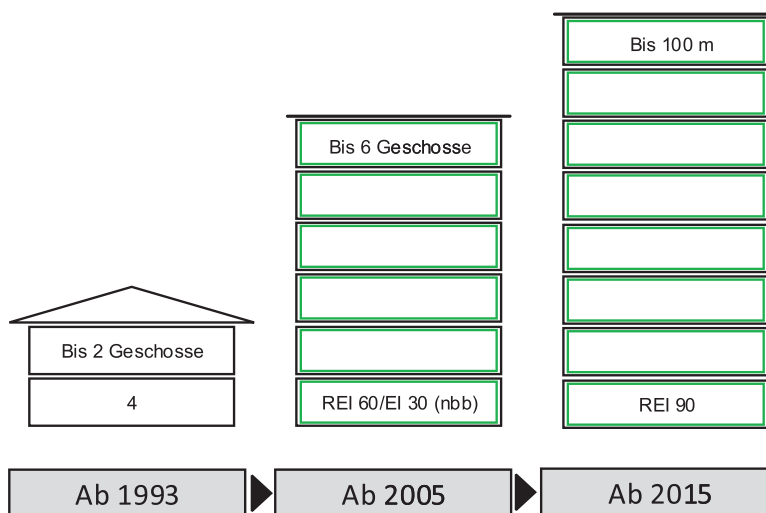 Bis 100 m
Bis 6 Geschosse
Bis 2 Geschosse
4
REI 60/EI 30 (nbb)
REI 90
Ab 1993
Ab 2005
Ab 2015